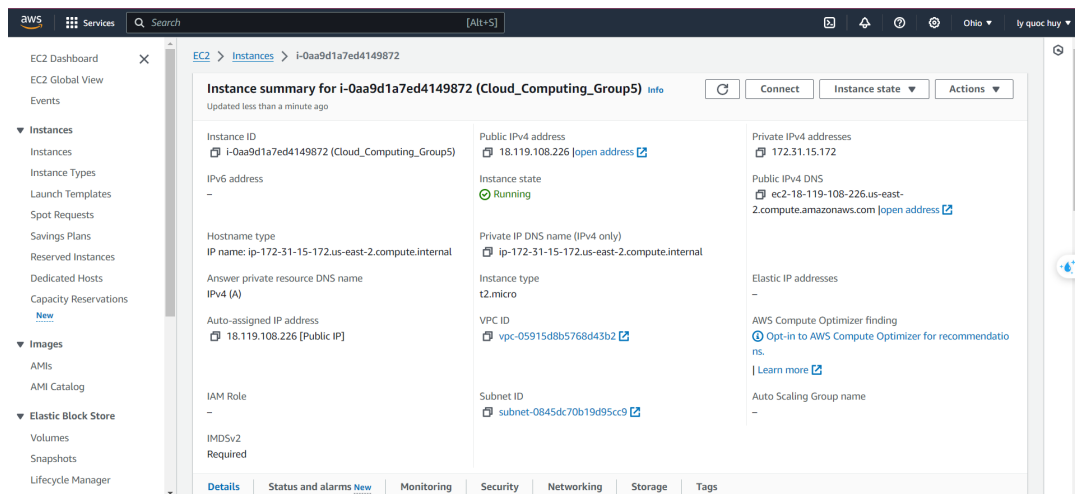 aws Services Search [Alt+S] Ohio ▼ ly quoc huy ▼
EC2 Dashboard
EC2 Global View
Events
▼ Instances
Instances
Instance Types
Launch Templates
Spot Requests
Savings Plans
Reserved Instances
Dedicated Hosts
Capacity Reservations
New
▼ Images
AMIs
AMI Catalog
▼ Elastic Block Store
Volumes
Snapshots
Lifecycle Manager
EC2 > Instances > i-0aa9d1a7ed4149872
Instance summary for i-0aa9d1a7ed4149872 (Cloud_Computing_Group5) Info
Connect Instance state ▼ Actions ▼
Updated less than a minute ago
Instance ID
i-0aa9d1a7ed4149872 (Cloud_Computing_Group5)
Public IPv4 address
18.119.108.226 |open address
Private IPv4 addresses
172.31.15.172
IPv6 address
–
Instance state
Running
Public IPv4 DNS
ec2-18-119-108-226.us-east-
2.compute.amazonaws.com |open address
Hostname type
IP name: ip-172-31-15-172.us-east-2.compute.internal
Private IP DNS name (IPv4 only)
ip-172-31-15-172.us-east-2.compute.internal
Answer private resource DNS name
IPv4 (A)
Instance type
t2.micro
Elastic IP addresses
–
Auto-assigned IP address
18.119.108.226 [Public IP]
VPC ID
vpc-05915d8b5768d43b2
AWS Compute Optimizer finding
Opt-in to AWS Compute Optimizer for recommendatio
ns.
| Learn more
IAM Role
–
Subnet ID
subnet-0845dc70b19d95cc9
Auto Scaling Group name
–
IMDSv2
Required
Details Status and alarms New Monitoring Security Networking Storage Tags